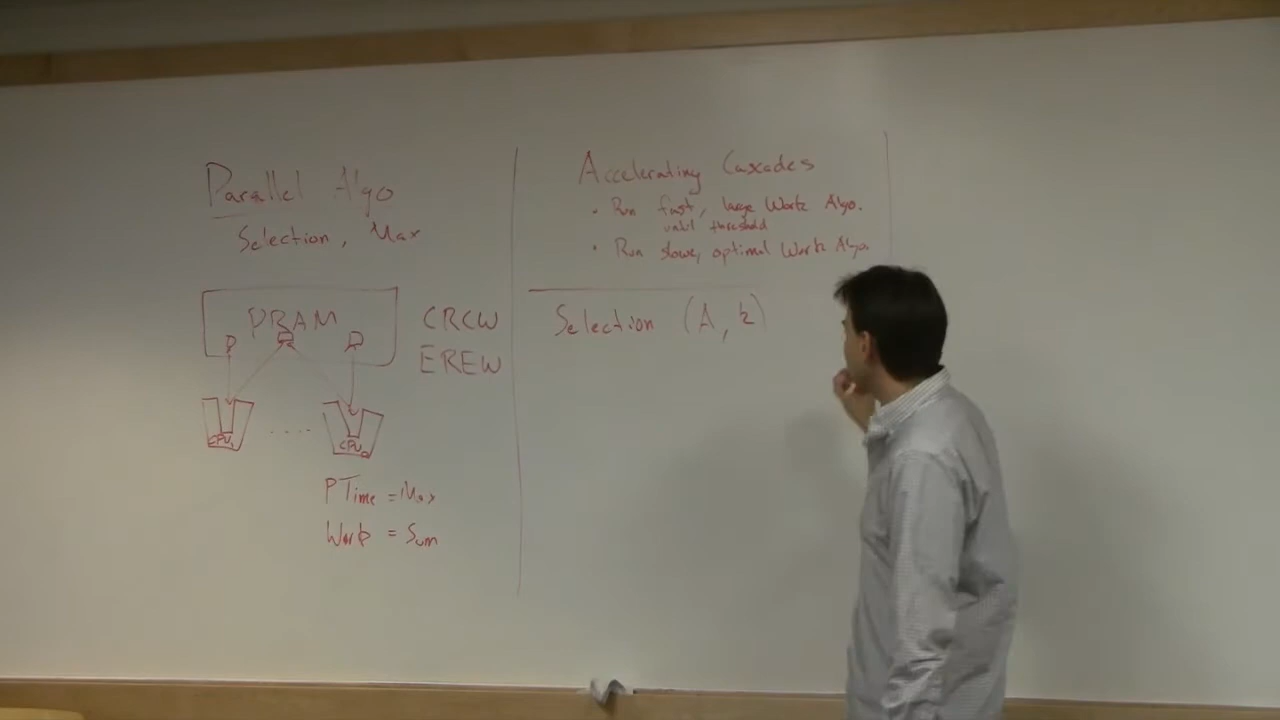 Parallel Algo
Selection, Max
PRAM
CRCW
EREW
CPU1
CPU
PTime = Max
Work = Sum
Accelerating Cascades
• Run fast, large Work Algo.
until threshold
• Run slower, optimal Work Algo
Selection (A, k)